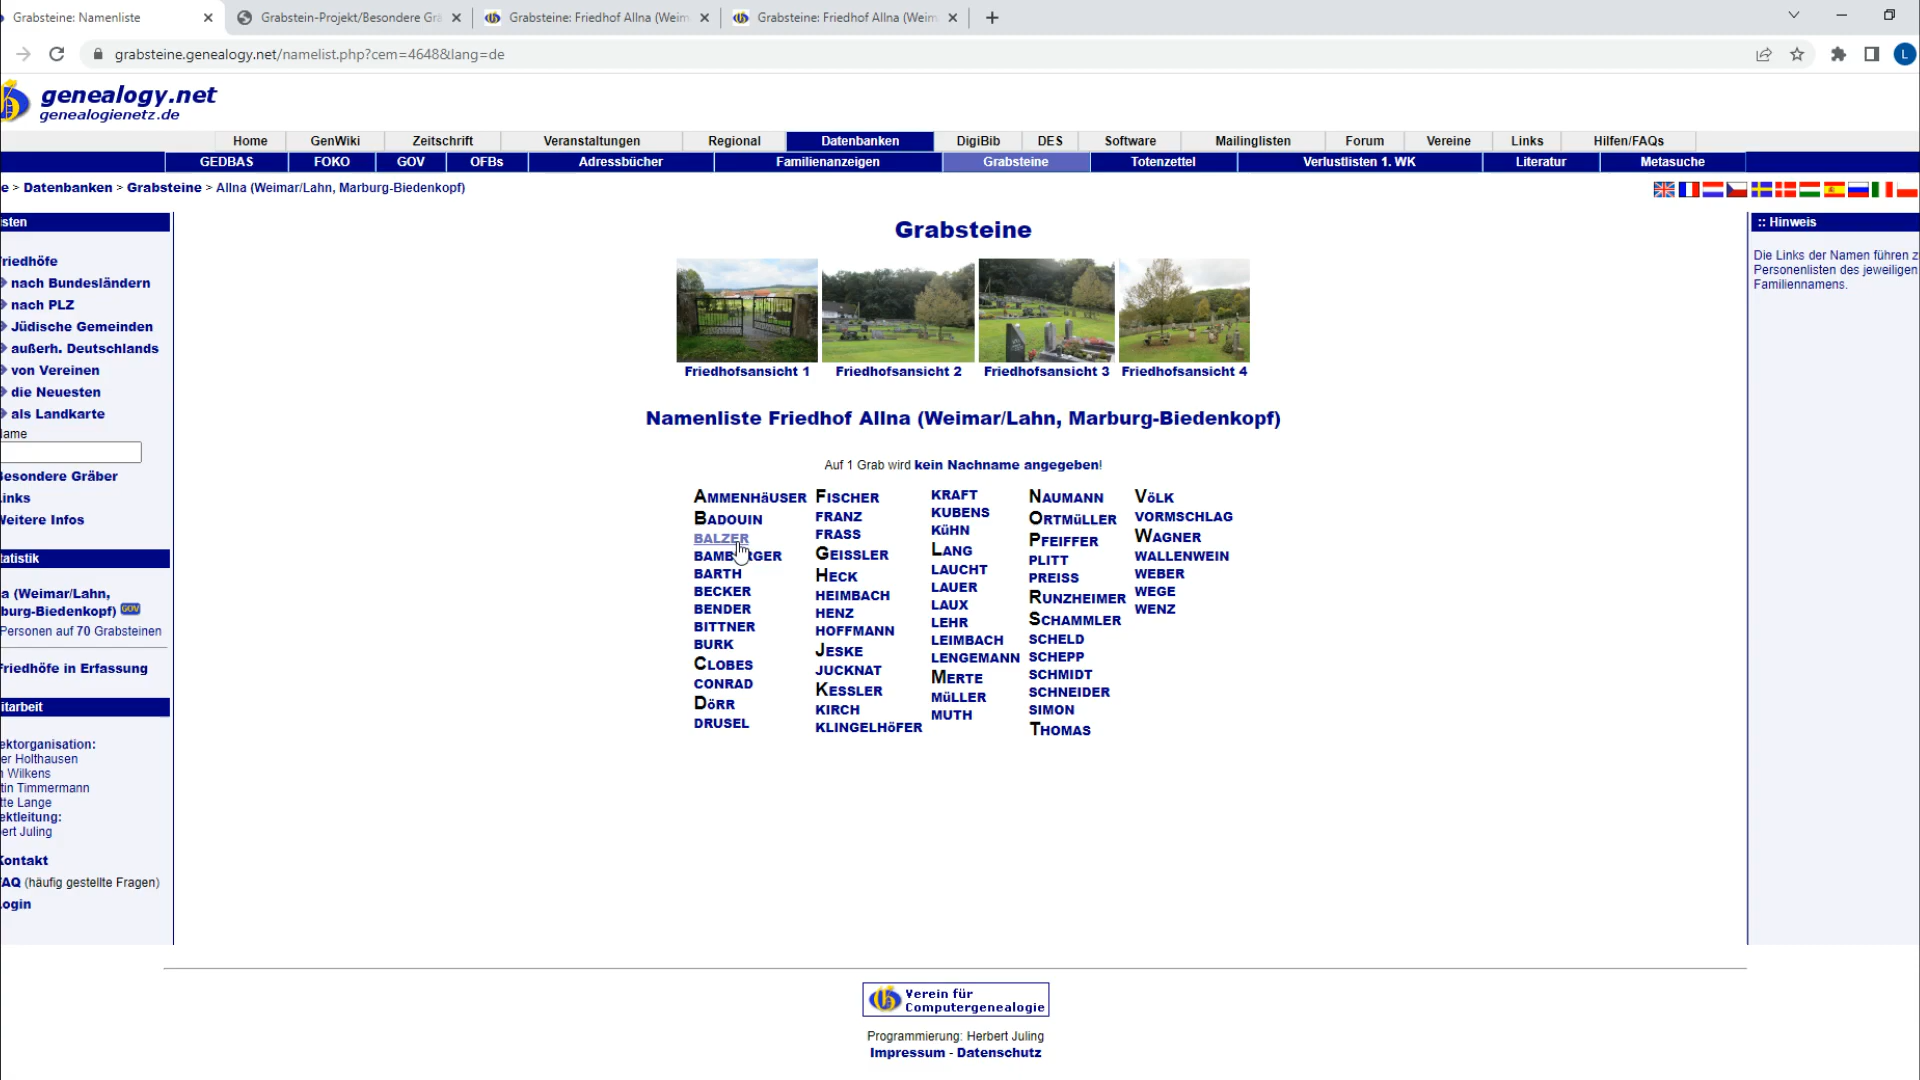 Grabsteine: Namenliste
Grabstein-Projekt/Besondere Grä
Grabsteine: Friedhof Allna (Weim
Grabsteine: Friedhof Allna (Weim
grabsteine.genealogy.net/namelist.php?cem=4648&lang=de
L
genealogy.net
genealogienetz.de
Home GenWiki Zeitschrift Veranstaltungen Regional Datenbanken DigiBib DES Software Mailinglisten Forum Vereine Links Hilfen/FAQs
GEDBAS FOKO GOV OFBs Adressbücher Familienanzeigen Grabsteine Totenzettel Verlustlisten 1. WK Literatur Metasuche
e > Datenbanken > Grabsteine > Allna (Weimar/Lahn, Marburg-Biedenkopf)
isten
riedhöfe
nach Bundesländern
nach PLZ
Jüdische Gemeinden
außerh. Deutschlands
von Vereinen
die Neuesten
als Landkarte
lame
Besondere Gräber
inks
Weitere Infos
tatistik
a (Weimar/Lahn,
burg-Biedenkopf) GOV
Personen auf 70 Grabsteinen
Friedhöfe in Erfassung
itarbeit
ektorganisation:
er Holthausen
n Wilkens
tin Timmermann
tte Lange
ektleitung:
ert Juling
Kontakt
FAQ (häufig gestellte Fragen)
ogin
Grabsteine
Friedhofsansicht 1 Friedhofsansicht 2 Friedhofsansicht 3 Friedhofsansicht 4
Namenliste Friedhof Allna (Weimar/Lahn, Marburg-Biedenkopf)
Auf 1 Grab wird kein Nachname angegeben!
AMMENHäUSER
BADOUIN
BALZER
BAMB RGER
BARTH
BECKER
BENDER
BITTNER
BURK
CLOBES
CONRAD
DöRR
DRUSEL
FISCHER
FRANZ
FRASS
GEISSLER
HECK
HEIMBACH
HENZ
HOFFMANN
JESKE
JUCKNAT
KESSLER
KIRCH
KLINGELHöFER
KRAFT
KUBENS
KüHN
LANG
LAUCHT
LAUER
LAUX
LEHR
LEIMBACH
LENGEMANN
MERTE
MüLLER
MUTH
NAUMANN
ORTMüLLER
PFEIFFER
PLITT
PREISS
RUNZHEIMER
SCHAMMLER
SCHELD
SCHEPP
SCHMIDT
SCHNEIDER
SIMON
THOMAS
VöLK
VORMSCHLAG
WAGNER
WALLENWEIN
WEBER
WEGE
WENZ
:: Hinweis
Die Links der Namen führen z
Personenlisten des jeweiligen
Familiennamens.
Verein für
Computergenealogie
Programmierung: Herbert Juling
Impressum - Datenschutz